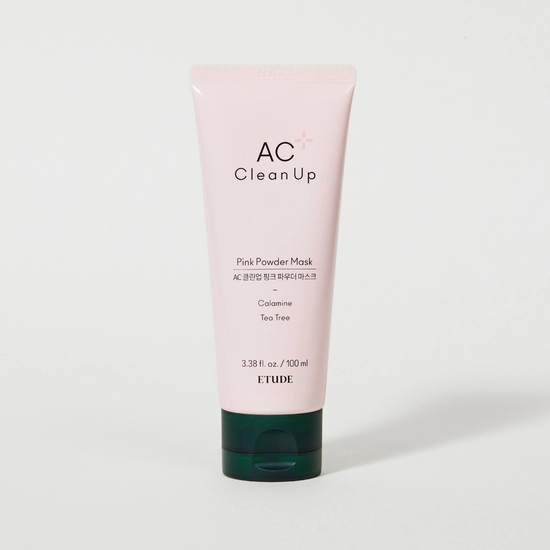 AC
Clean Up
Pink Powder Mask
AC 클린업 핑크 파우더 마스크
–
Calamine
Tea Tree
3.38 fl. oz. / 100 ml
ETUDE